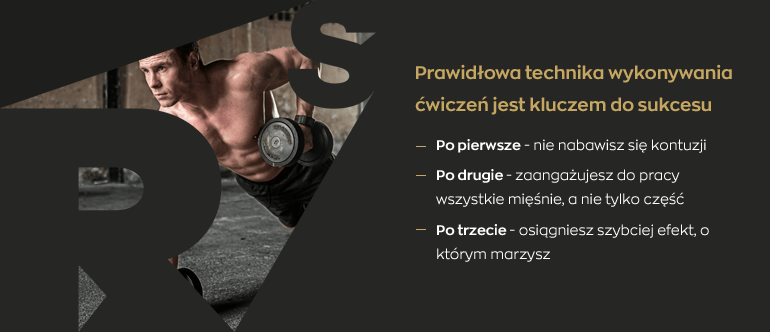 RS
Prawidłowa technika wykonywania
ćwiczeń jest kluczem do sukcesu
— Po pierwsze - nie nabawisz się kontuzji
— Po drugie - zaangażujesz do pracy
wszystkie mięśnie, a nie tylko część
— Po trzecie - osiągniesz szybciej efekt, o
którym marzysz